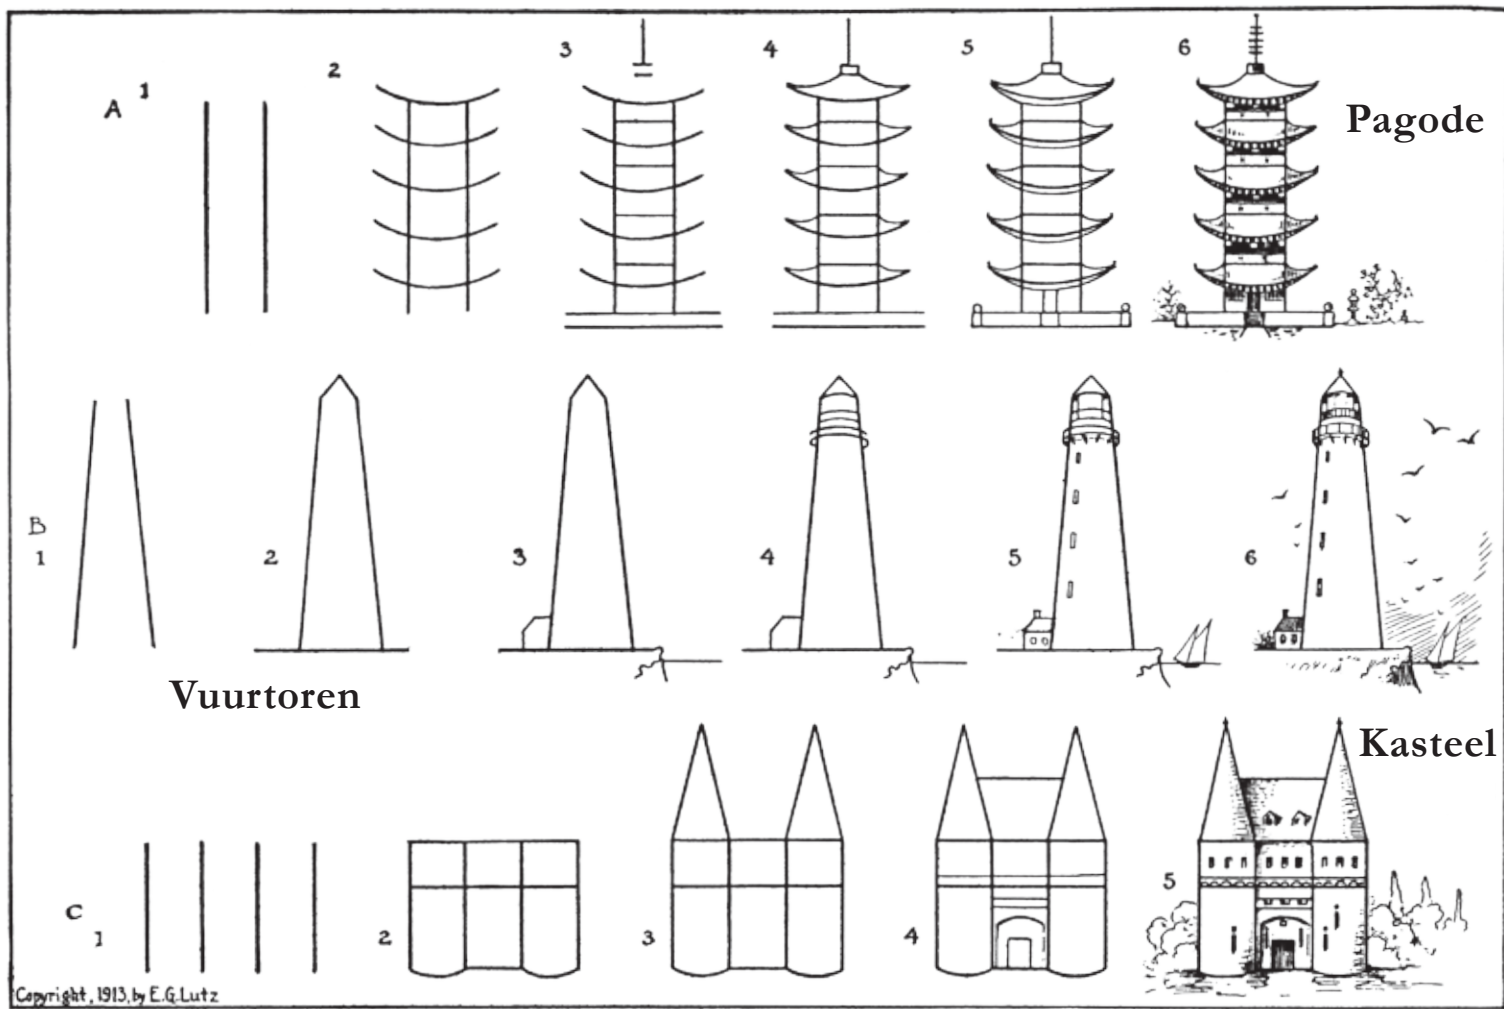 A 1 2 3 4 5 6
Pagode
B 1 2 3 4 5 6
Vuurtoren
Kasteel
C 1 2 3 4 5
Copyright, 1913, by E.G. Lutz